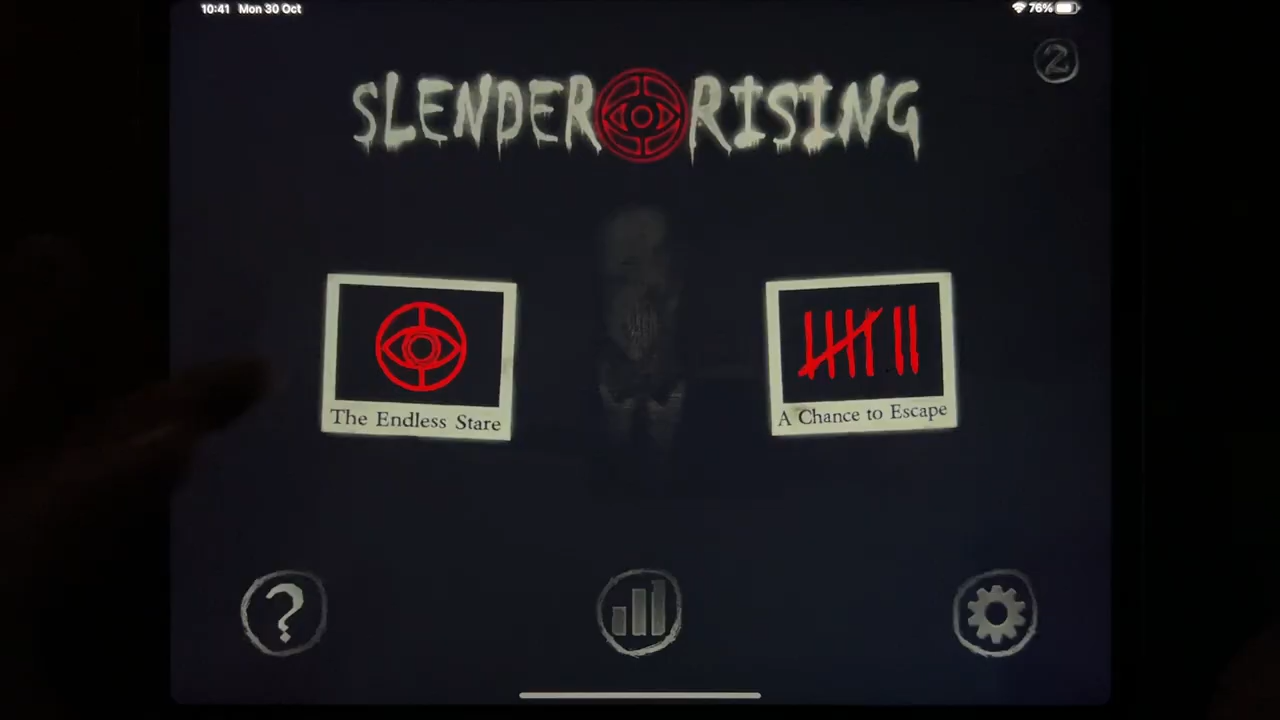 10:41 Mon 30 Oct
76%
2
SLENDER RISING
The Endless Stare
A Chance to Escape
?